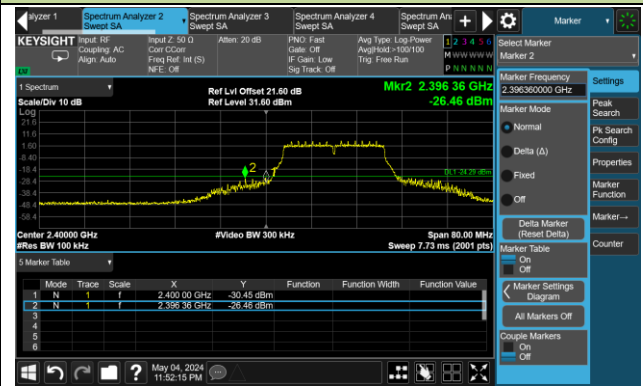 alyzer 1
Spectrum Analyzer 2
Swept SA
Spectrum Analyzer 3
Swept SA
Spectrum Analyzer 4
Swept SA
Spectrum An
Swept SA
Marker
KEYSIGHT
Input: RF
Coupling: AC
Align: Auto
Input Z: 50 Ω
Corr CCorr
Freq Ref: Int (S)
NFE: Off
Atten: 20 dB
PNO: Fast
Gate: Off
IF Gain: Low
Sig Track: Off
Avg Type: Log-Power
Avg|Hold:>100/100
Trig: Free Run
1 2 3 4 5 6
M W W W W W
P N N N N N
Select Marker
Marker 2
1 Spectrum
Scale/Div 10 dB
Log
Ref Lvl Offset 21.60 dB
Ref Level 31.60 dBm
Mkr2 2.396 36 GHz
-26.46 dBm
21.6
11.6
1.60
-8.40
-18.4
-28.4
-38.4
-48.4
-58.4
2
DL1 -24.29 dBm
Center 2.40000 GHz
#Res BW 100 kHz
#Video BW 300 kHz
Span 80.00 MHz
Sweep 7.73 ms (2001 pts)
5 Marker Table
Mode Trace Scale X Y Function Function Width Function Value
1 N 1 f 2.400 00 GHz -30.45 dBm
2 N 1 f 2.396 36 GHz -26.46 dBm
3
4
5
6
Marker Frequency
2.396360000 GHz
Marker Mode
Normal
Delta (Δ)
Fixed
Off
Delta Marker
(Reset Delta)
Marker Table
On
Off
Marker Settings
Diagram
All Markers Off
Couple Markers
On
Off
Settings
Peak
Search
Pk Search
Config
Properties
Marker
Function
Marker→
Counter
May 04, 2024
11:52:15 PM